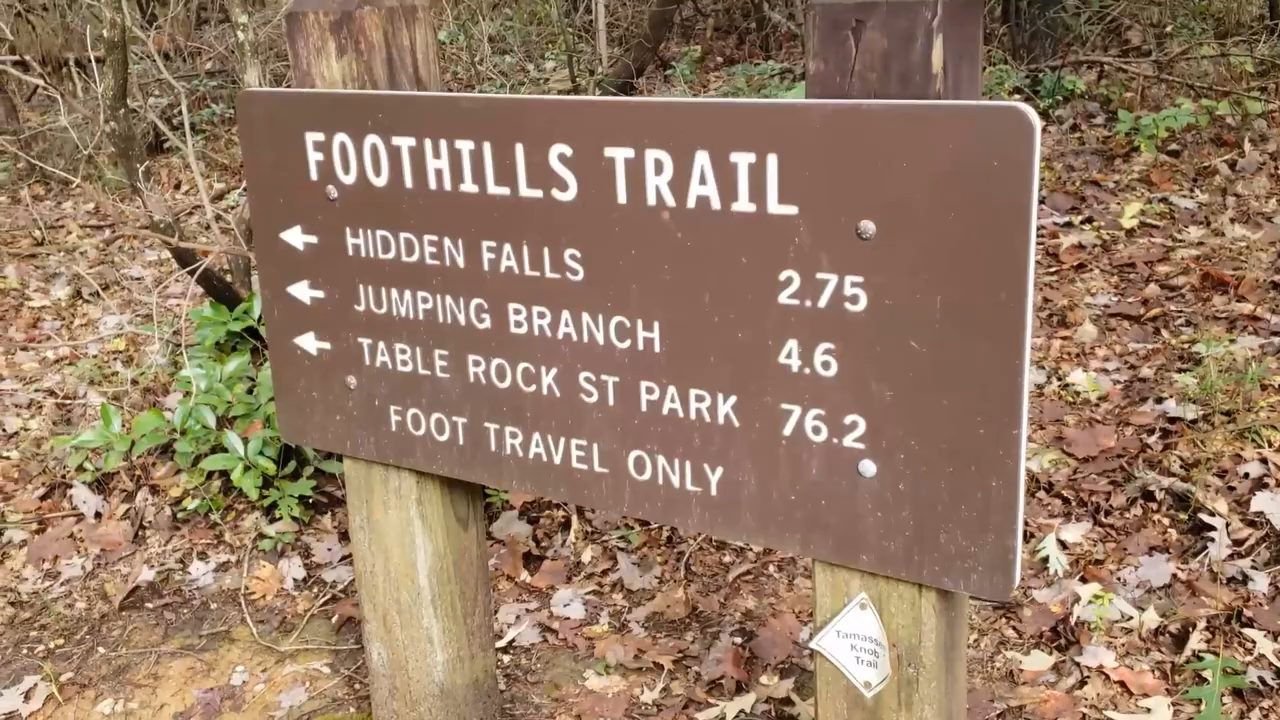 FOOTHILLS TRAIL
HIDDEN FALLS 2.75
JUMPING BRANCH 4.6
TABLE ROCK ST PARK 76.2
FOOT TRAVEL ONLY
Knob
Trail